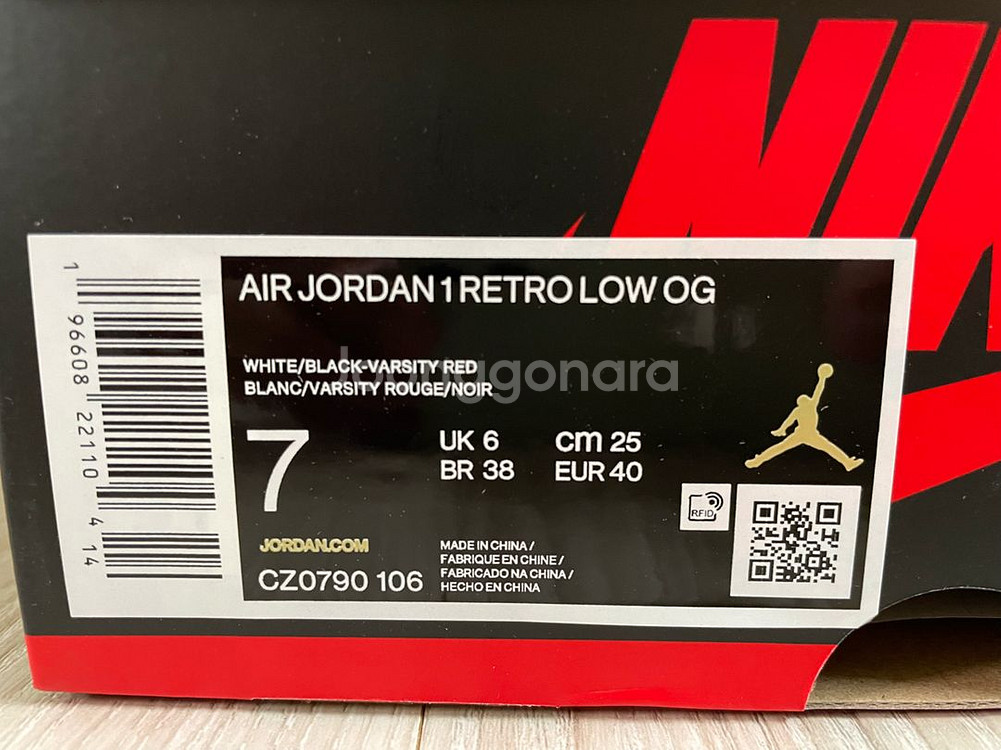 NIK
AIR JORDAN 1 RETRO LOW OG
WHITE/BLACK-VARSITY RED
BLANC/VARSITY ROUGE/NOIR
joonggonara
7
UK 6
cm 25
BR 38
EUR 40
RFID
JORDAN.COM
CZ0790 106
MADE IN CHINA /
FABRIQUE EN CHINE /
FABRICADO NA CHINA /
HECHO EN CHINA
1 96608 22110 4 14